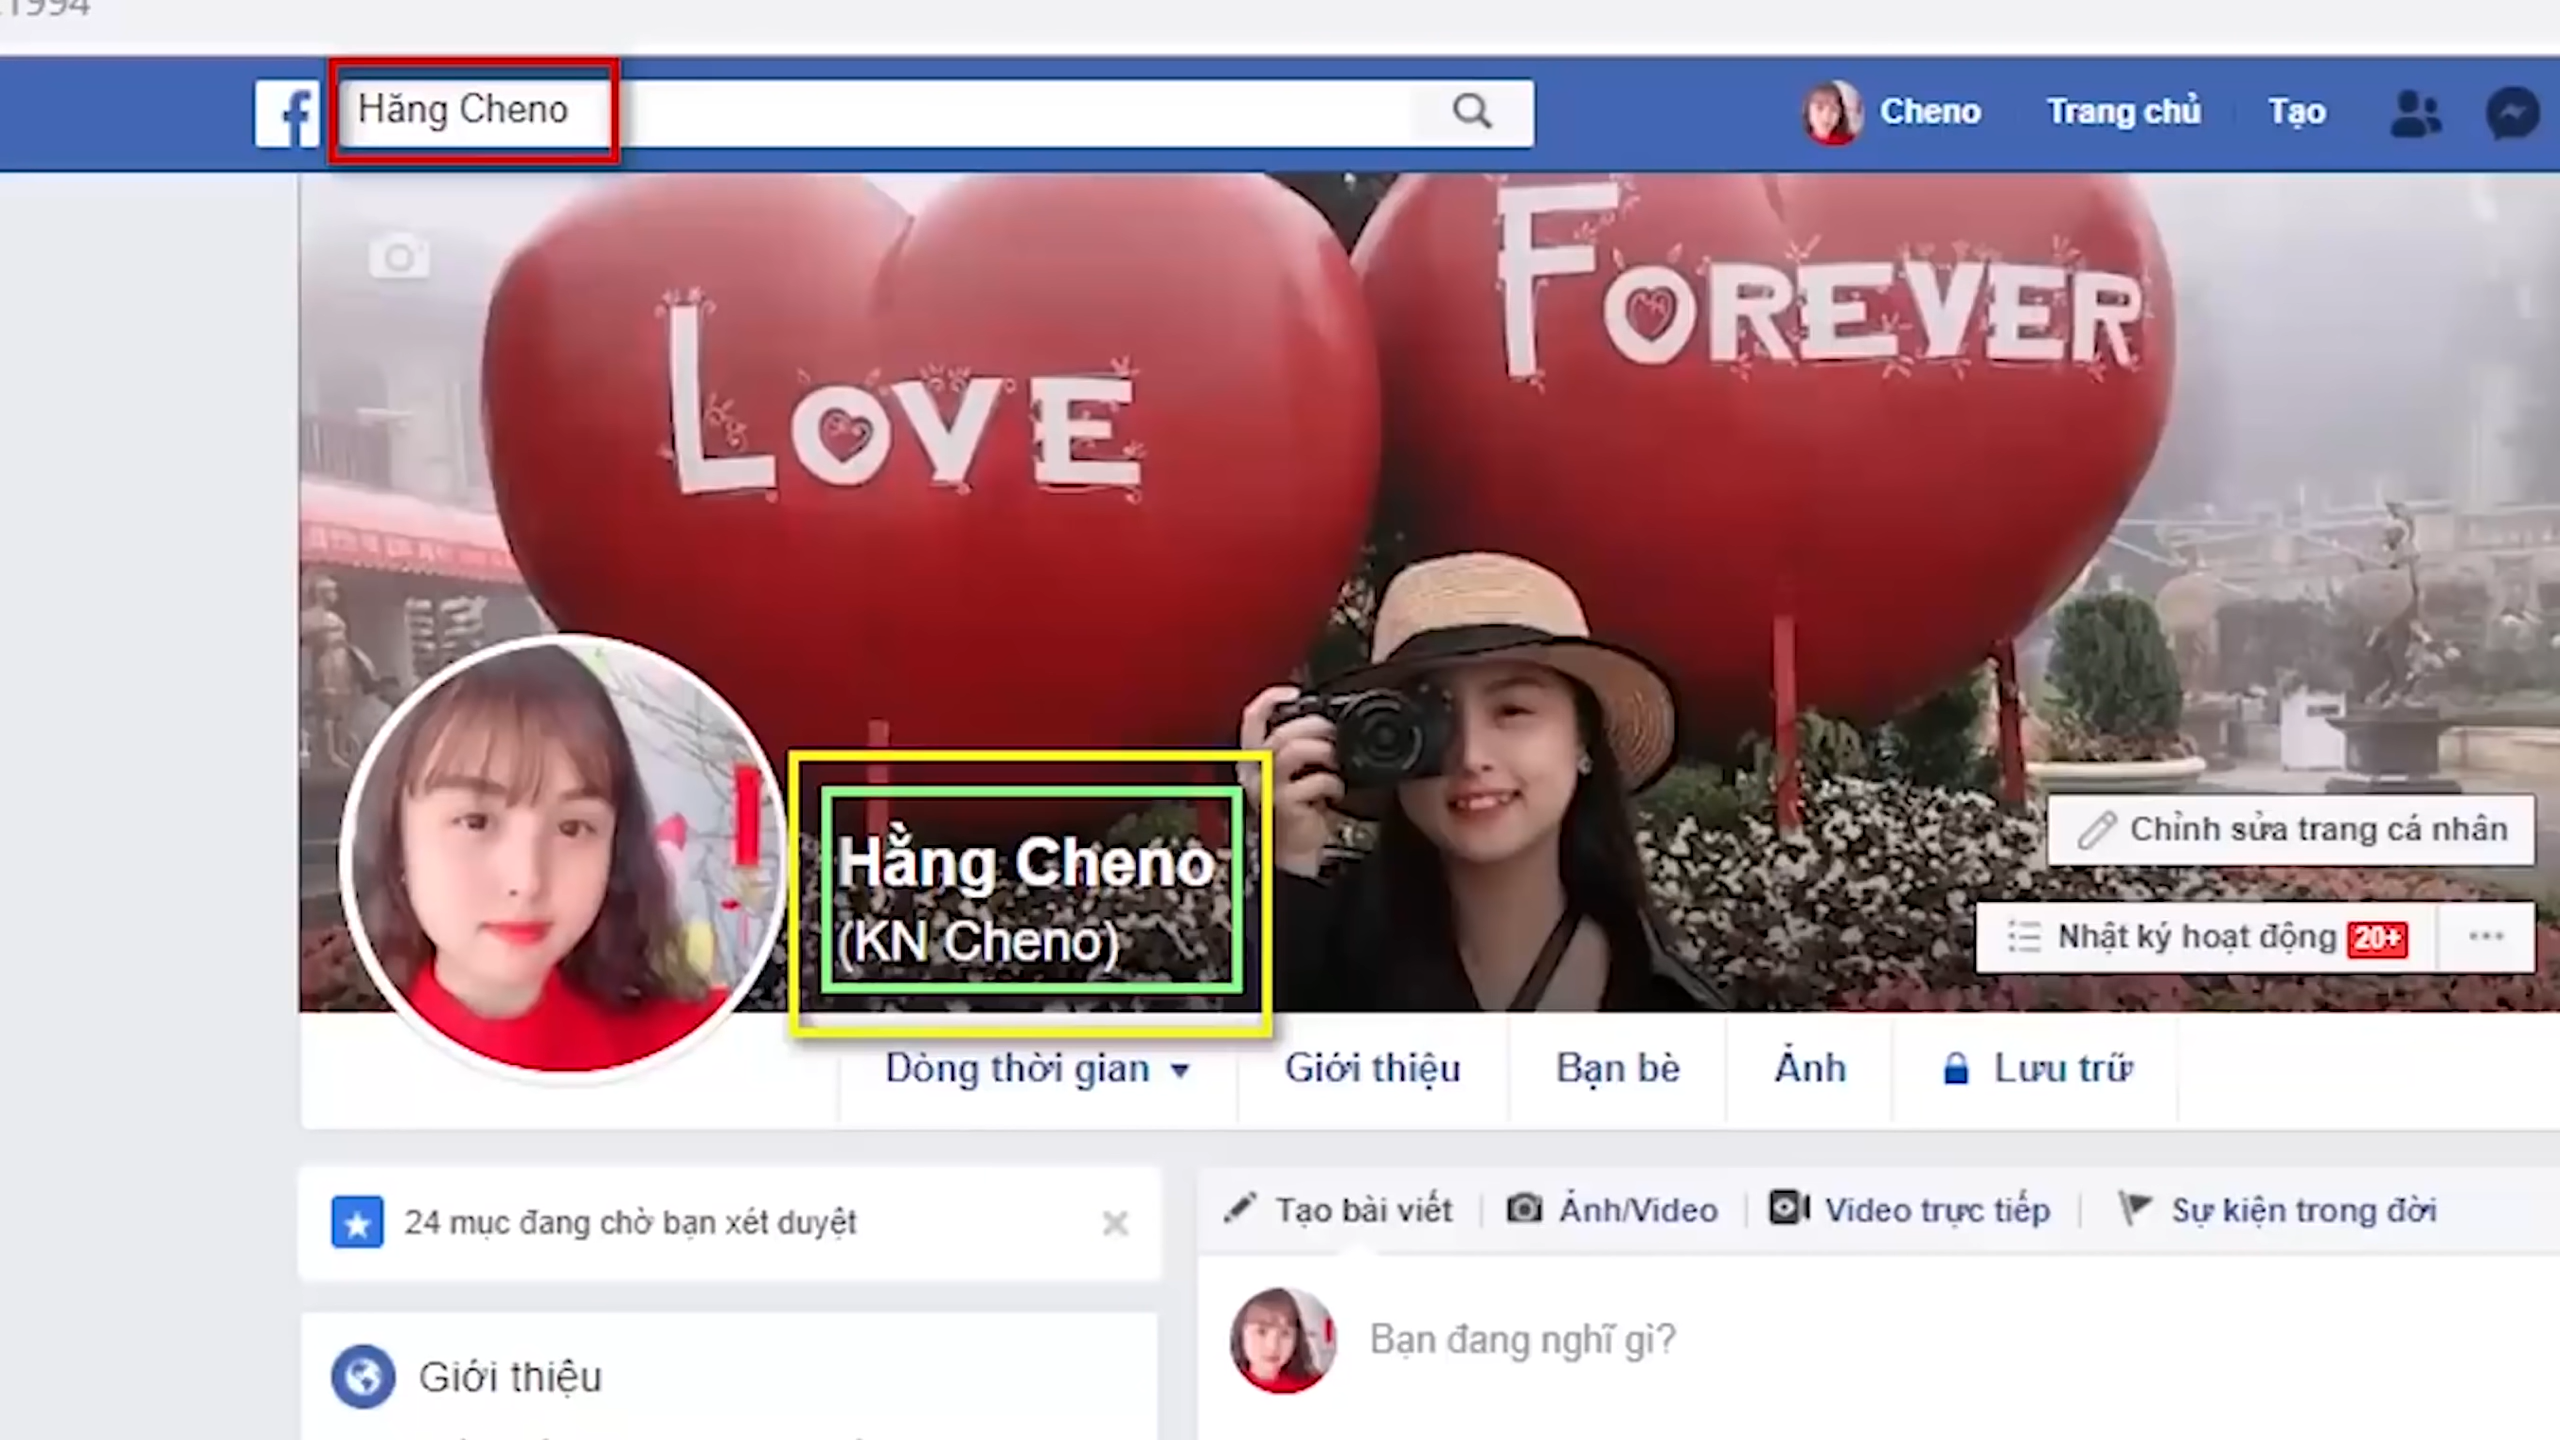 1994
Hăng Cheno
Cheno
Trang chủ
Tạo
LOVE
FOREVER
Hằng Cheno
(KN Cheno)
Chỉnh sửa trang cá nhân
Nhật ký hoạt động 20+
Dòng thời gian
Giới thiệu
Bạn bè
Ảnh
Lưu trữ
24 mục đang chờ bạn xét duyệt
Tạo bài viết
Ảnh/Video
Video trực tiếp
Sự kiện trong đời
Bạn đang nghĩ gì?
Giới thiệu